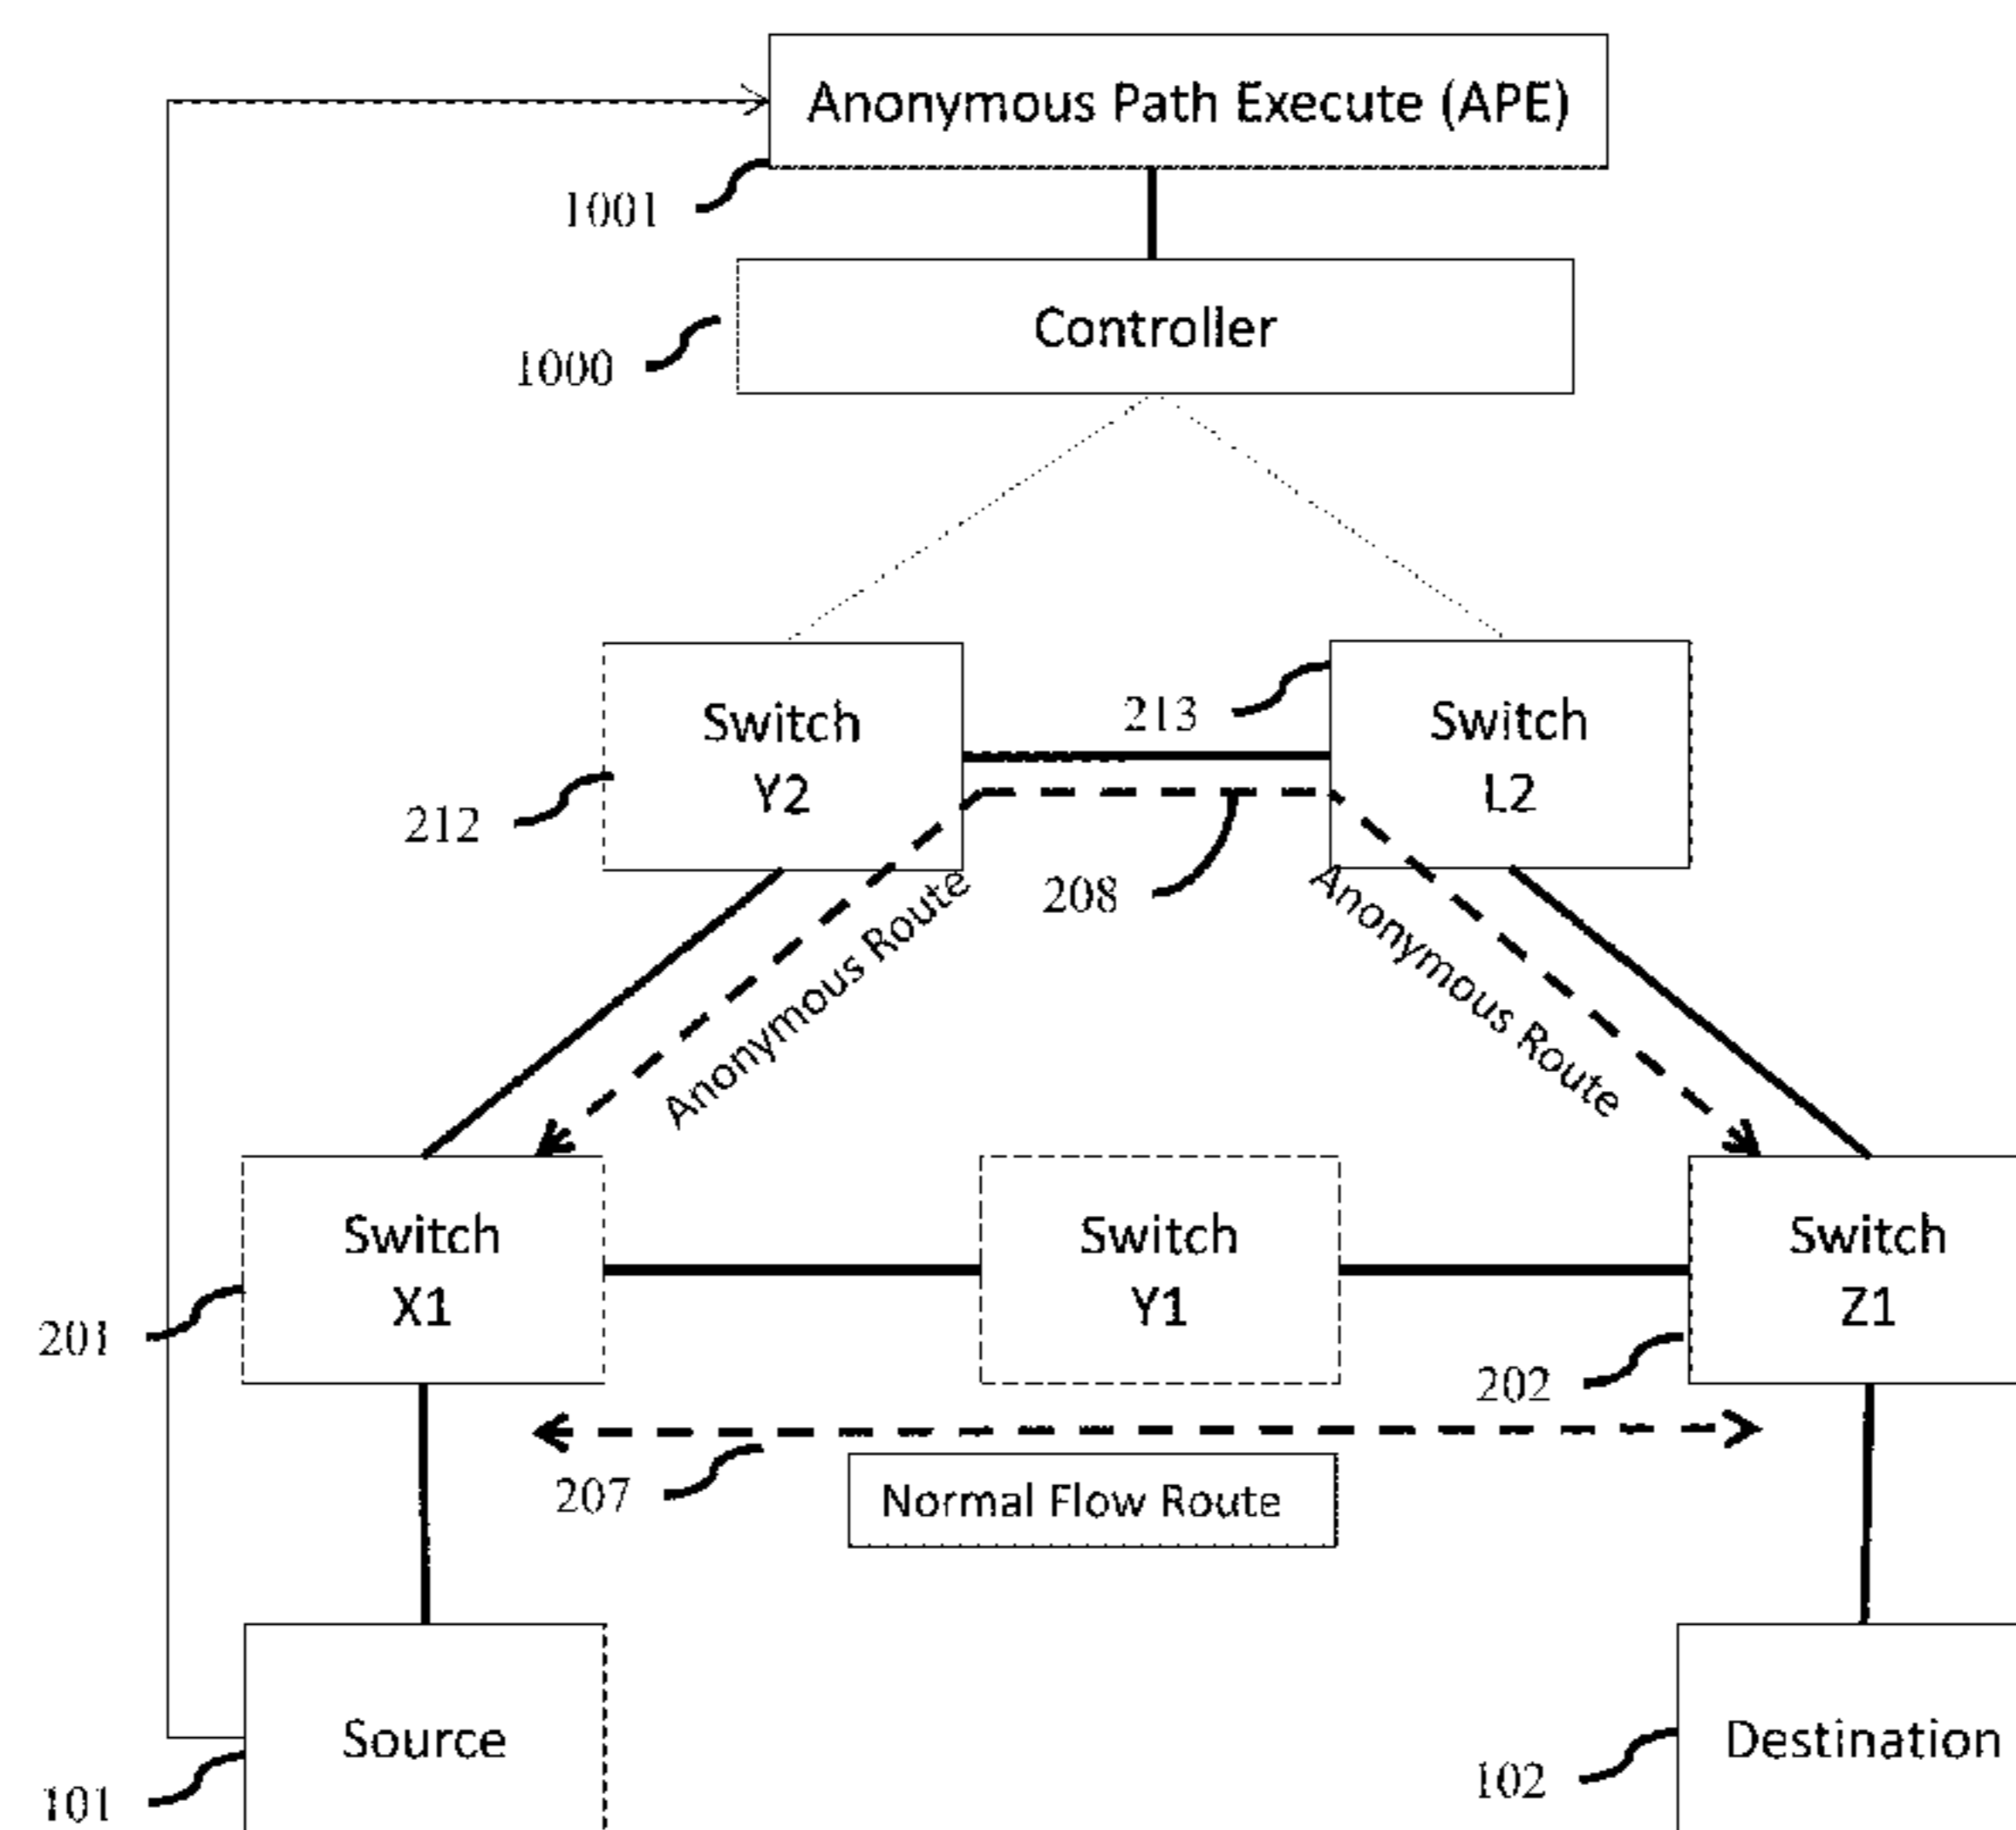 Anonymous Path Execute (APE)
1001
Controller
1000
Switch
Y2
213
Switch
L2
212
208
Anonymous Route
Anonymous Route
Switch
X1
Switch
Y1
Switch
Z1
201
202
207
Normal Flow Route
Source
Destination
101
102